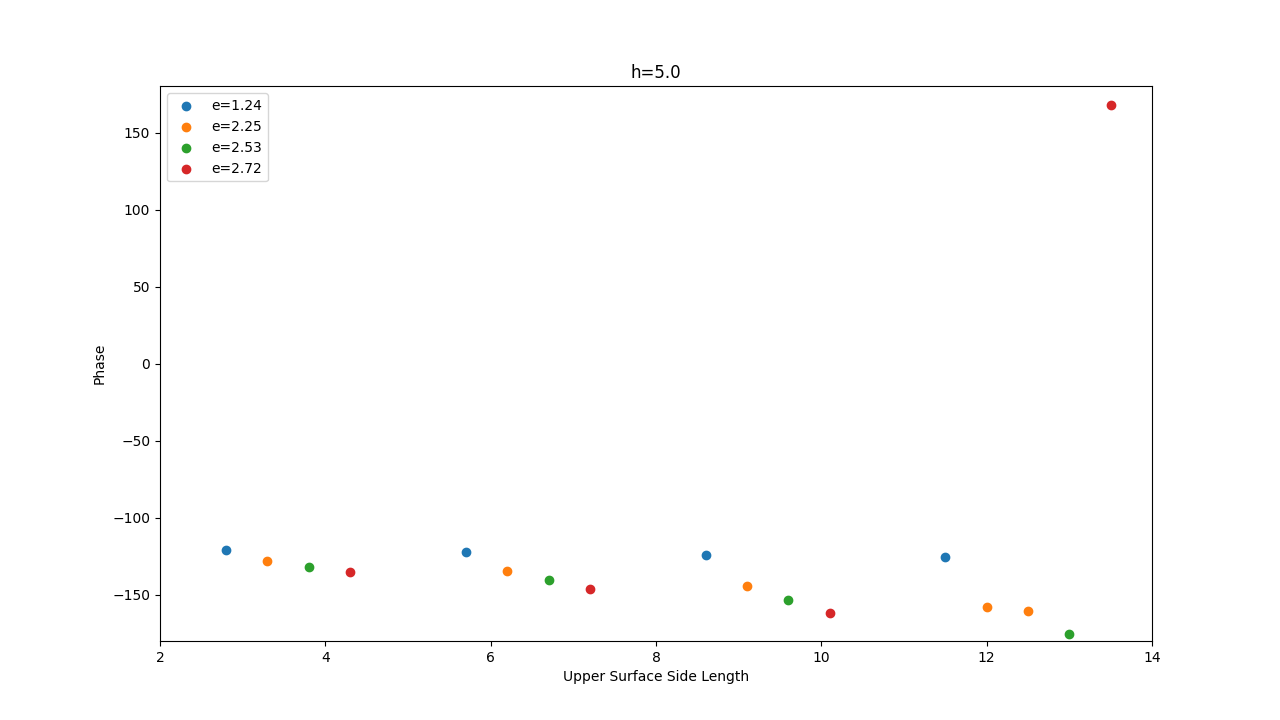 h=5.0
e=1.24
e=2.25
e=2.53
e=2.72
150
100
50
0
−50
−100
−150
Phase
2 4 6 8 10 12 14
Upper Surface Side Length